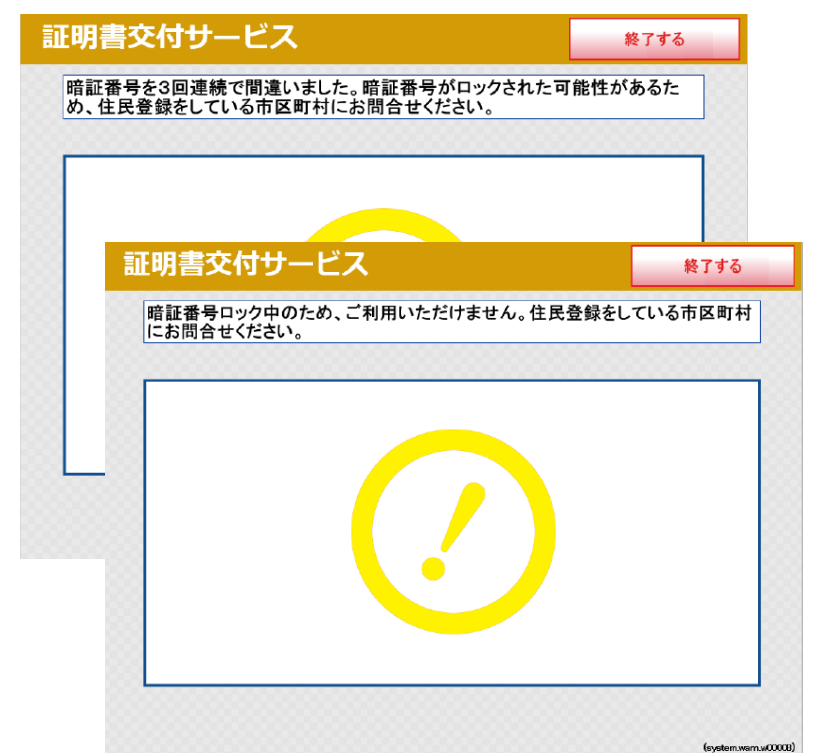 証明書交付サービス
終了する
暗証番号を3回連続で間違いました。暗証番号がロックされた可能性があるた
め、住民登録をしている市区町村にお問合せください。
証明書交付サービス
終了する
暗証番号ロック中のため、ご利用いただけません。住民登録をしている市区町村
にお問合せください。
(system.warn.w00008)